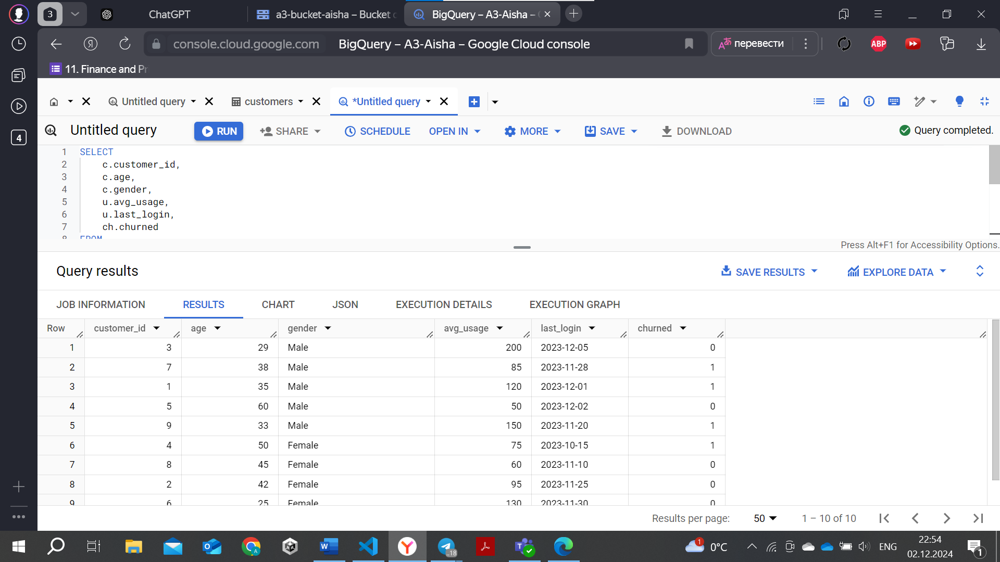 3
ChatGPT
a3-bucket-aisha – Bucket
BigQuery – A3-Aisha –
console.cloud.google.com
BigQuery – A3-Aisha – Google Cloud console
перевести
ABP
11. Finance and Pr
4
Untitled query
customers
*Untitled query
Untitled query
RUN
SHARE
SCHEDULE
OPEN IN
MORE
SAVE
DOWNLOAD
Query completed.
1 SELECT
2 c.customer_id,
3 c.age,
4 c.gender,
5 u.avg_usage,
6 u.last_login,
7 ch.churned
8 FROM
Press Alt+F1 for Accessibility Options.
Query results
SAVE RESULTS
EXPLORE DATA
JOB INFORMATION
RESULTS
CHART
JSON
EXECUTION DETAILS
EXECUTION GRAPH
Row customer_id age gender avg_usage last_login churned
1 3 29 Male 200 2023-12-05 0
2 7 38 Male 85 2023-11-28 1
3 1 35 Male 120 2023-12-01 1
4 5 60 Male 50 2023-12-02 0
5 9 33 Male 150 2023-11-20 1
6 4 50 Female 75 2023-10-15 1
7 8 45 Female 60 2023-11-10 0
8 2 42 Female 95 2023-11-25 0
9 6 25 Female 130 2023-11-30 0
Results per page: 50 1 – 10 of 10
..18
1
0°C
ENG
22:54
02.12.2024
1